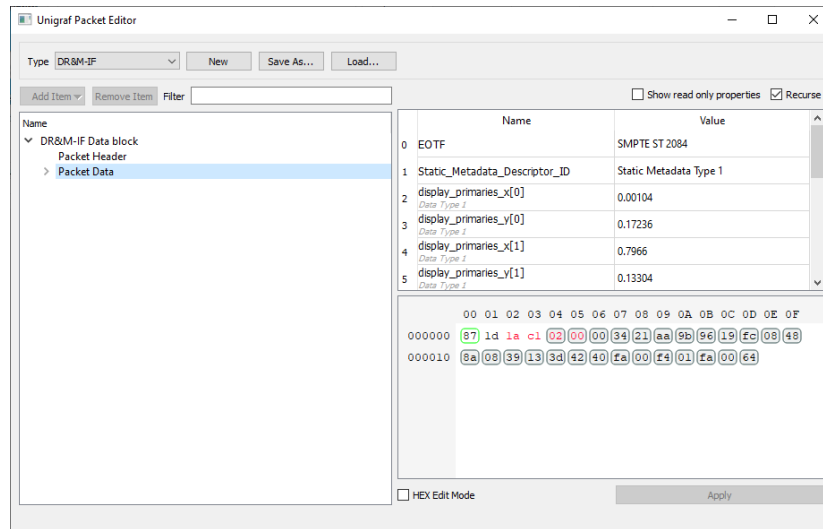 Unigraf Packet Editor
Type DR&M-IF New Save As... Load...
Add Item Remove Item Filter Show read only properties Recurse
Name
DR&M-IF Data block
Packet Header
Packet Data
Name Value
0 EOTF SMPTE ST 2084
1 Static_Metadata_Descriptor_ID Static Metadata Type 1
2 display_primaries_x[0] 0.00104
Data Type 1
3 display_primaries_y[0] 0.17236
Data Type 1
4 display_primaries_x[1] 0.7966
Data Type 1
5 display_primaries_y[1] 0.13304
Data Type 1
00 01 02 03 04 05 06 07 08 09 0A 0B 0C 0D 0E 0F
000000 87 1d 1a c1 02 00 00 34 21 aa 9b 96 19 fc 08 48
000010 8a 08 39 13 3d 42 40 fa 00 f4 01 fa 00 64
HEX Edit Mode Apply